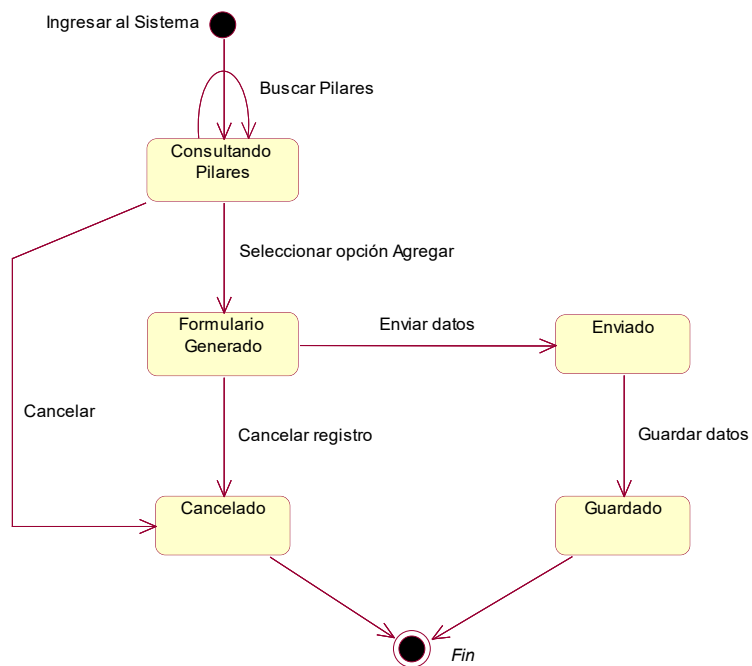 Ingresar al Sistema
Buscar Pilares
Consultando
Pilares
Seleccionar opción Agregar
Formulario
Generado
Enviar datos
Enviado
Cancelar
Cancelar registro
Guardar datos
Cancelado
Guardado
Fin